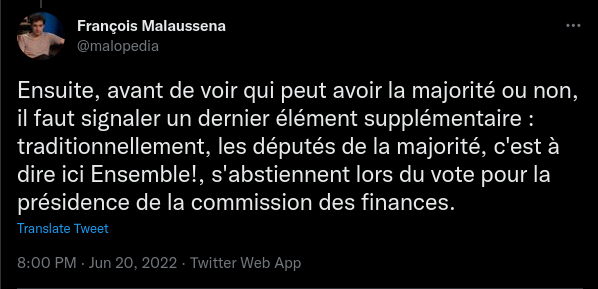 François Malaussena
@malopedia
Ensuite, avant de voir qui peut avoir la majorité ou non,
il faut signaler un dernier élément supplémentaire :
traditionnellement, les députés de la majorité, c'est à
dire ici Ensemble!, s'abstiennent lors du vote pour la
présidence de la commission des finances.
Translate Tweet
8:00 PM · Jun 20, 2022 · Twitter Web App